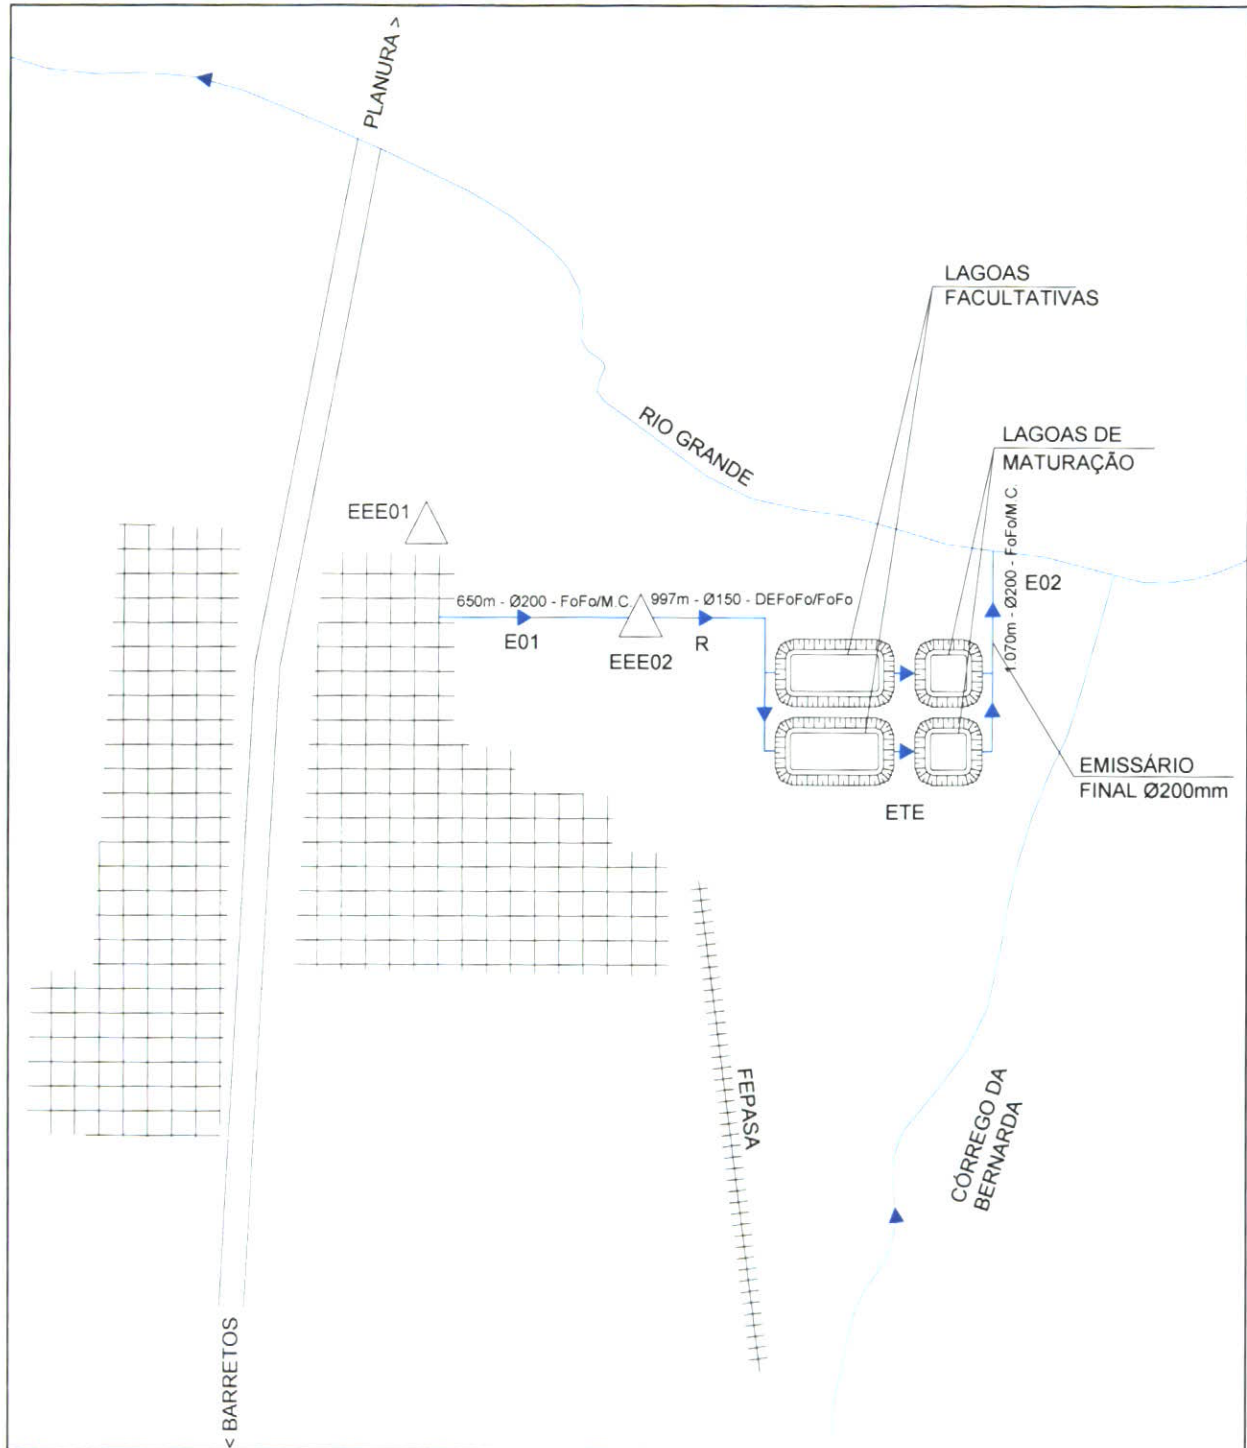 PLANURA >
LAGOAS
FACULTATIVAS
RIO GRANDE
LAGOAS DE
MATURAÇÃO
EEE01
1.070m - Ø200 - FoFo/M.C.
E02
650m - Ø200 - FoFo/M.C.
997m - Ø150 - DEFoFo/FoFo
E01
EEE02
R
EMISSÁRIO
FINAL Ø200mm
ETE
FEPASA
CÓRREGO DA
BERNARDA
< BARRETOS